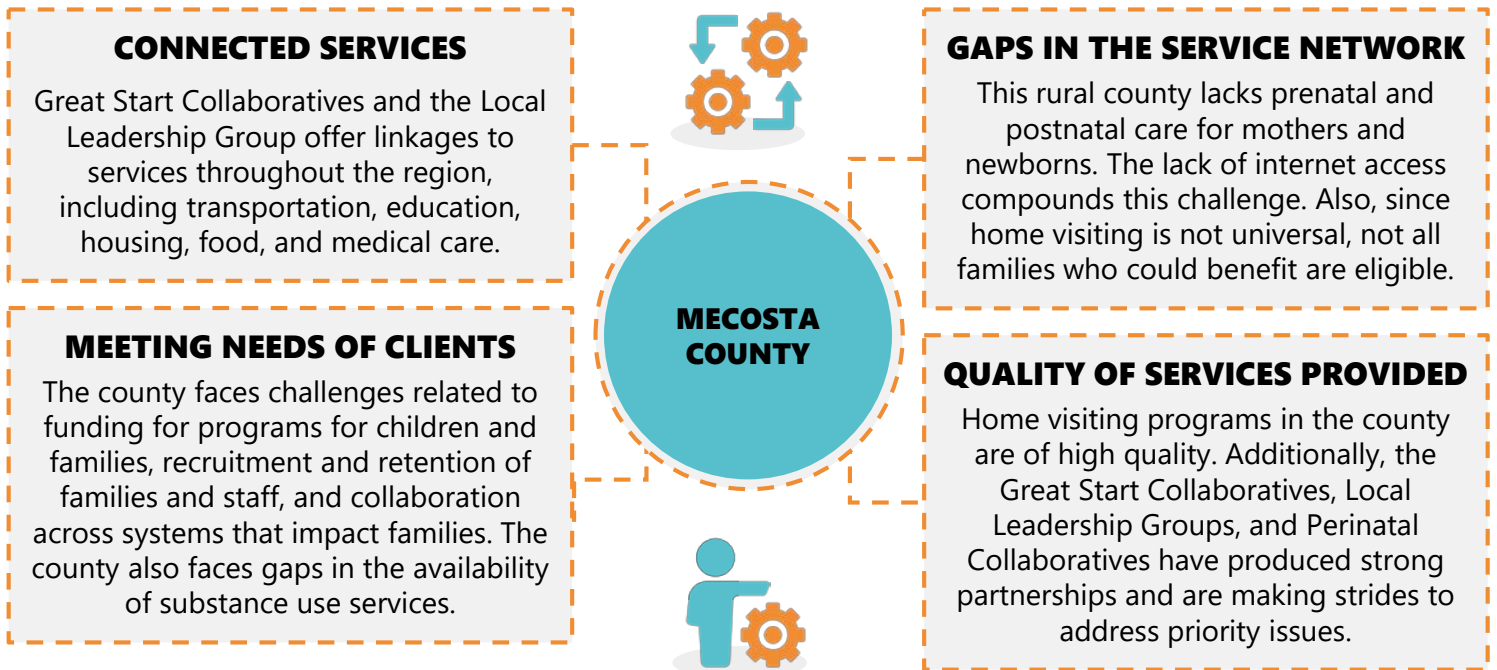 CONNECTED SERVICES
Great Start Collaboratives and the Local
Leadership Group offer linkages to
services throughout the region,
including transportation, education,
housing, food, and medical care.
MEETING NEEDS OF CLIENTS
The county faces challenges related to
funding for programs for children and
families, recruitment and retention of
families and staff, and collaboration
across systems that impact families. The
county also faces gaps in the availability
of substance use services.
MECOSTA
COUNTY
GAPS IN THE SERVICE NETWORK
This rural county lacks prenatal and
postnatal care for mothers and
newborns. The lack of internet access
compounds this challenge. Also, since
home visiting is not universal, not all
families who could benefit are eligible.
QUALITY OF SERVICES PROVIDED
Home visiting programs in the county
are of high quality. Additionally, the
Great Start Collaboratives, Local
Leadership Groups, and Perinatal
Collaboratives have produced strong
partnerships and are making strides to
address priority issues.